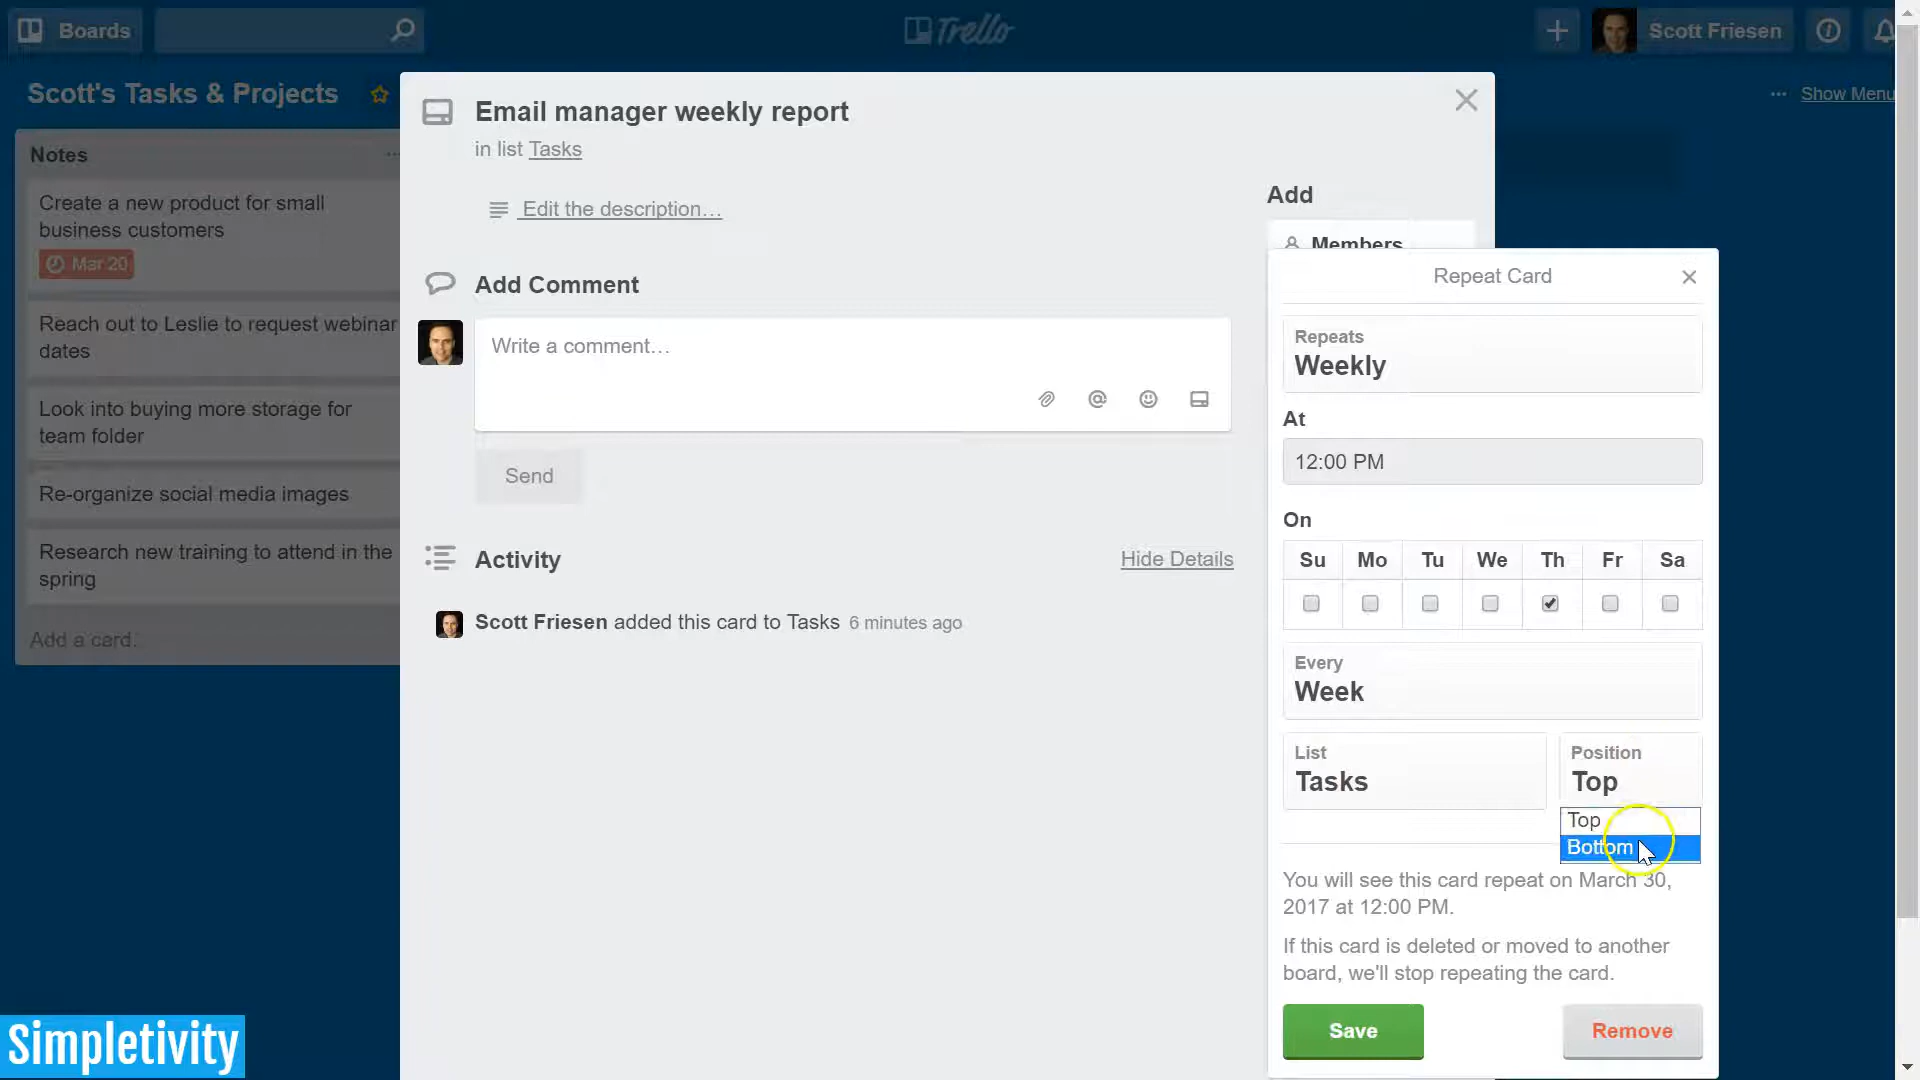 Boards
Trello
Scott Friesen
Scott's Tasks & Projects
Show Menu
Notes
Create a new product for small
business customers
Mar 20
Reach out to Leslie to request webinar
dates
Look into buying more storage for
team folder
Re-organize social media images
Research new training to attend in the
spring
Add a card.
Email manager weekly report
in list Tasks
Edit the description…
Add Comment
Write a comment…
Send
Activity
Hide Details
Scott Friesen added this card to Tasks 6 minutes ago
Add
Members
Repeat Card
Repeats
Weekly
At
12:00 PM
On
Su Mo Tu We Th Fr Sa
Every
Week
List
Tasks
Position
Top
Top
Bottom
You will see this card repeat on March 30,
2017 at 12:00 PM.
If this card is deleted or moved to another
board, we'll stop repeating the card.
Save
Remove
Simpletivity